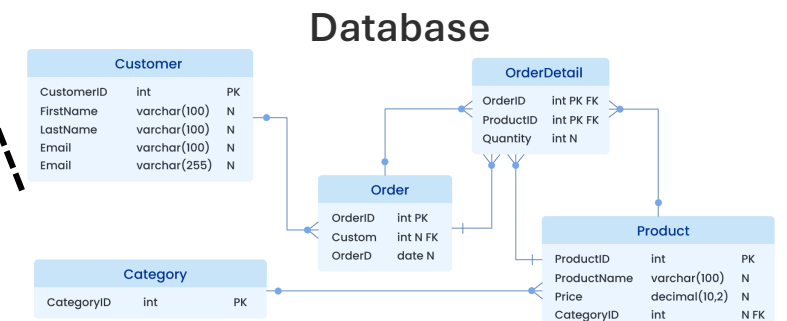 Database
Customer
CustomerID int PK
FirstName varchar(100) N
LastName varchar(100) N
Email varchar(100) N
Email varchar(255) N
OrderDetail
OrderID int PK FK
ProductID int PK FK
Quantity int N
Order
OrderID int PK
Custom int N FK
OrderD date N
Category
CategoryID int PK
Product
ProductID int PK
ProductName varchar(100) N
Price decimal(10,2) N
CategoryID int N FK